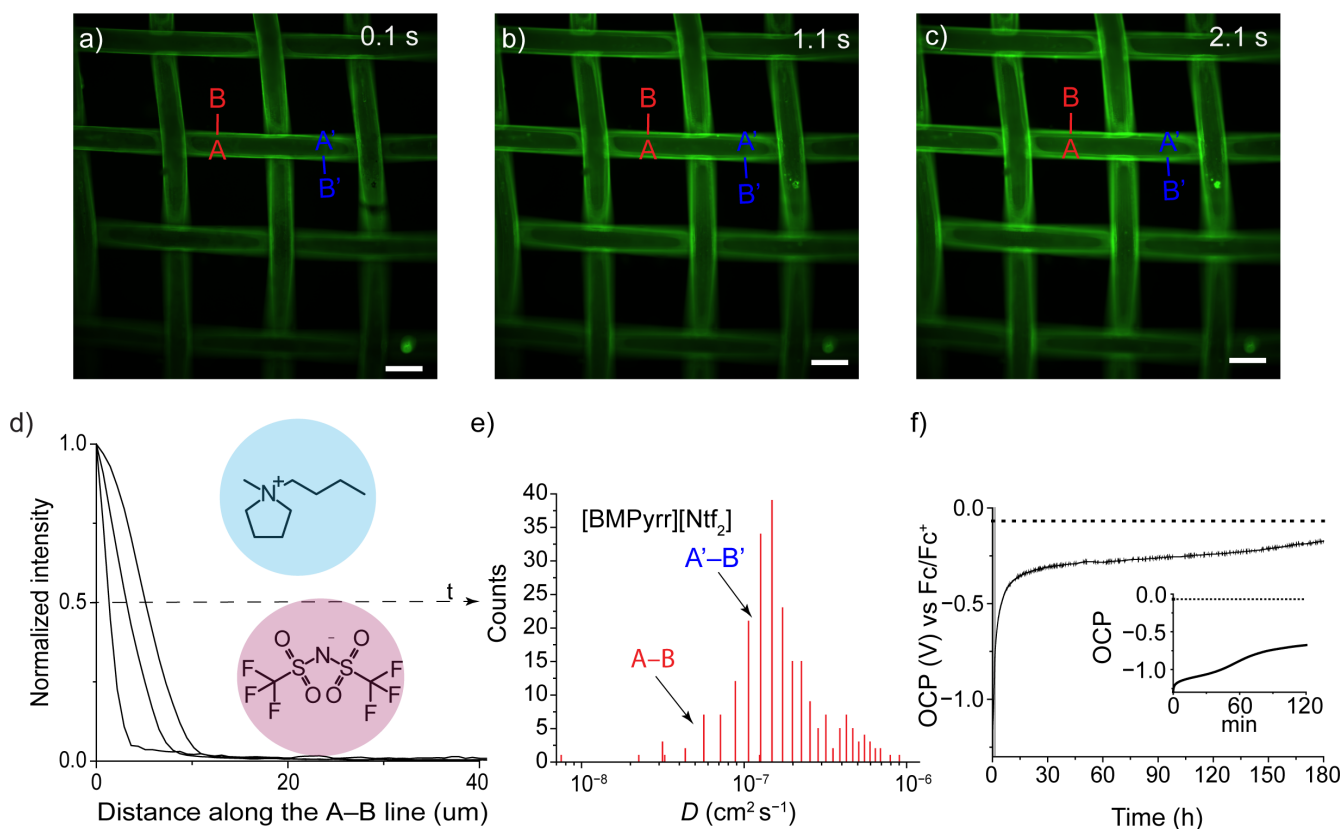 a) 0.1 s
B
A
A'
B'
b) 1.1 s
B
A
A'
B'
c) 2.1 s
B
A
A'
B'
d)
1.0
0.5
0.0
Normalized intensity
N
+
t
O O
-
N
S S
F O O F
F F
F F
0 20 40
Distance along the A–B line (um)
e)
40
35
30
25
20
15
10
5
0
Counts
[BMPyrr][Ntf₂]
A'–B'
A–B
10⁻⁸ 10⁻⁷ 10⁻⁶
D (cm² s⁻¹)
f)
0.0
−0.5
−1.0
OCP (V) vs Fc/Fc⁺
0.0
−0.5
−1.0
OCP
0 60 120
min
0 30 60 90 120 150 180
Time (h)